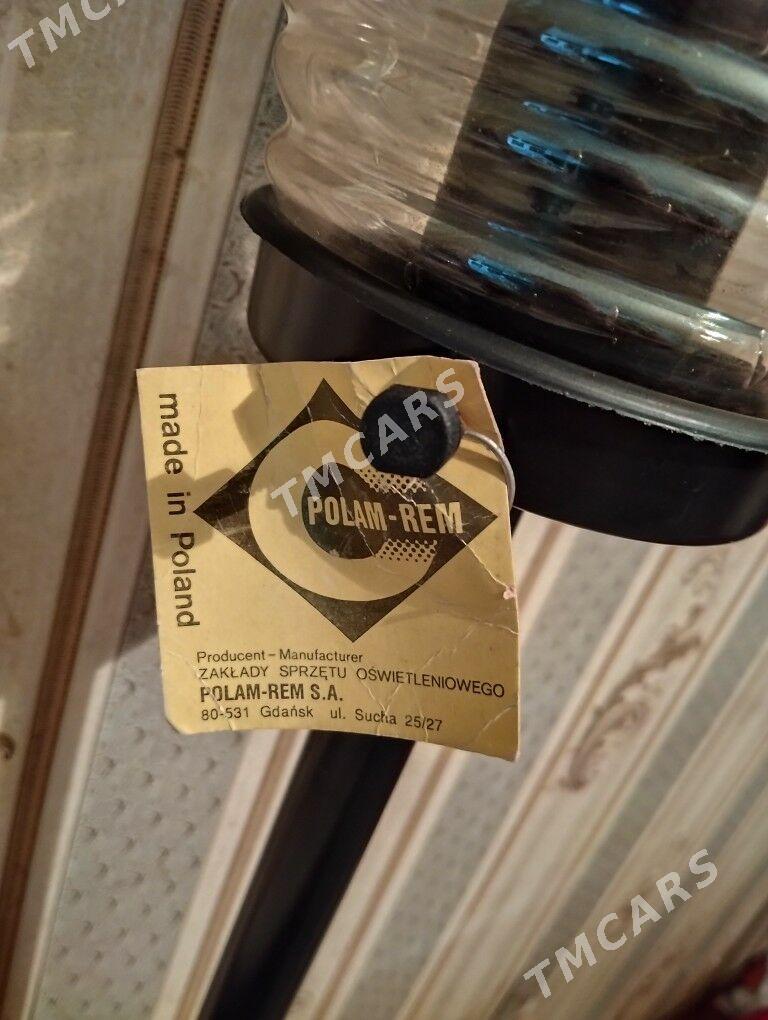 TMCARS
made in Poland
TMCARS
POLAM-REM
Producent – Manufacturer
ZAKŁADY SPRZĘTU OŚWIETLENIOWEGO
POLAM-REM S.A.
80-531 Gdańsk ul. Sucha 25/27
TMCARS